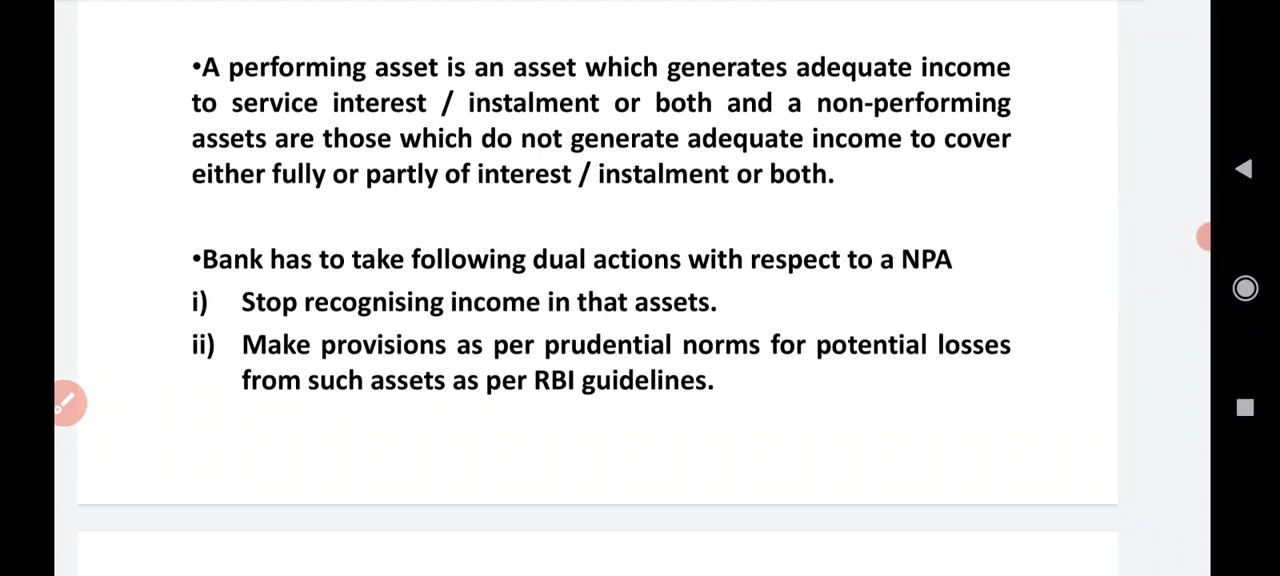 •A performing asset is an asset which generates adequate income
to service interest / instalment or both and a non-performing
assets are those which do not generate adequate income to cover
either fully or partly of interest / instalment or both.
•Bank has to take following dual actions with respect to a NPA
i) Stop recognising income in that assets.
ii) Make provisions as per prudential norms for potential losses
from such assets as per RBI guidelines.